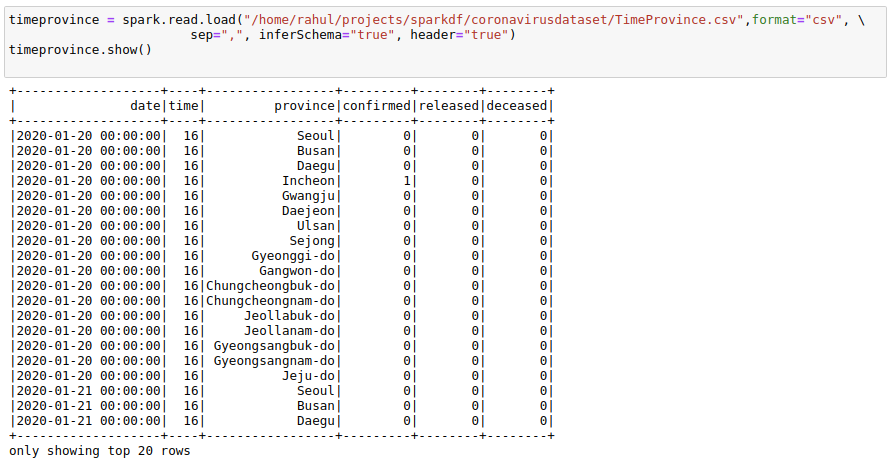 timeprovince = spark.read.load("/home/rahul/projects/sparkdf/coronavirusdataset/TimeProvince.csv",format="csv", \
                        sep=",", inferSchema="true", header="true")
timeprovince.show()
+-------------------+----+-----------------+---------+--------+--------+
|               date|time|         province|confirmed|released|deceased|
+-------------------+----+-----------------+---------+--------+--------+
|2020-01-20 00:00:00|  16|            Seoul|        0|       0|       0|
|2020-01-20 00:00:00|  16|            Busan|        0|       0|       0|
|2020-01-20 00:00:00|  16|            Daegu|        0|       0|       0|
|2020-01-20 00:00:00|  16|          Incheon|        1|       0|       0|
|2020-01-20 00:00:00|  16|          Gwangju|        0|       0|       0|
|2020-01-20 00:00:00|  16|          Daejeon|        0|       0|       0|
|2020-01-20 00:00:00|  16|            Ulsan|        0|       0|       0|
|2020-01-20 00:00:00|  16|           Sejong|        0|       0|       0|
|2020-01-20 00:00:00|  16|      Gyeonggi-do|        0|       0|       0|
|2020-01-20 00:00:00|  16|       Gangwon-do|        0|       0|       0|
|2020-01-20 00:00:00|  16|Chungcheongbuk-do|        0|       0|       0|
|2020-01-20 00:00:00|  16|Chungcheongnam-do|        0|       0|       0|
|2020-01-20 00:00:00|  16|     Jeollabuk-do|        0|       0|       0|
|2020-01-20 00:00:00|  16|     Jeollanam-do|        0|       0|       0|
|2020-01-20 00:00:00|  16| Gyeongsangbuk-do|        0|       0|       0|
|2020-01-20 00:00:00|  16| Gyeongsangnam-do|        0|       0|       0|
|2020-01-20 00:00:00|  16|          Jeju-do|        0|       0|       0|
|2020-01-21 00:00:00|  16|            Seoul|        0|       0|       0|
|2020-01-21 00:00:00|  16|            Busan|        0|       0|       0|
|2020-01-21 00:00:00|  16|            Daegu|        0|       0|       0|
+-------------------+----+-----------------+---------+--------+--------+
only showing top 20 rows